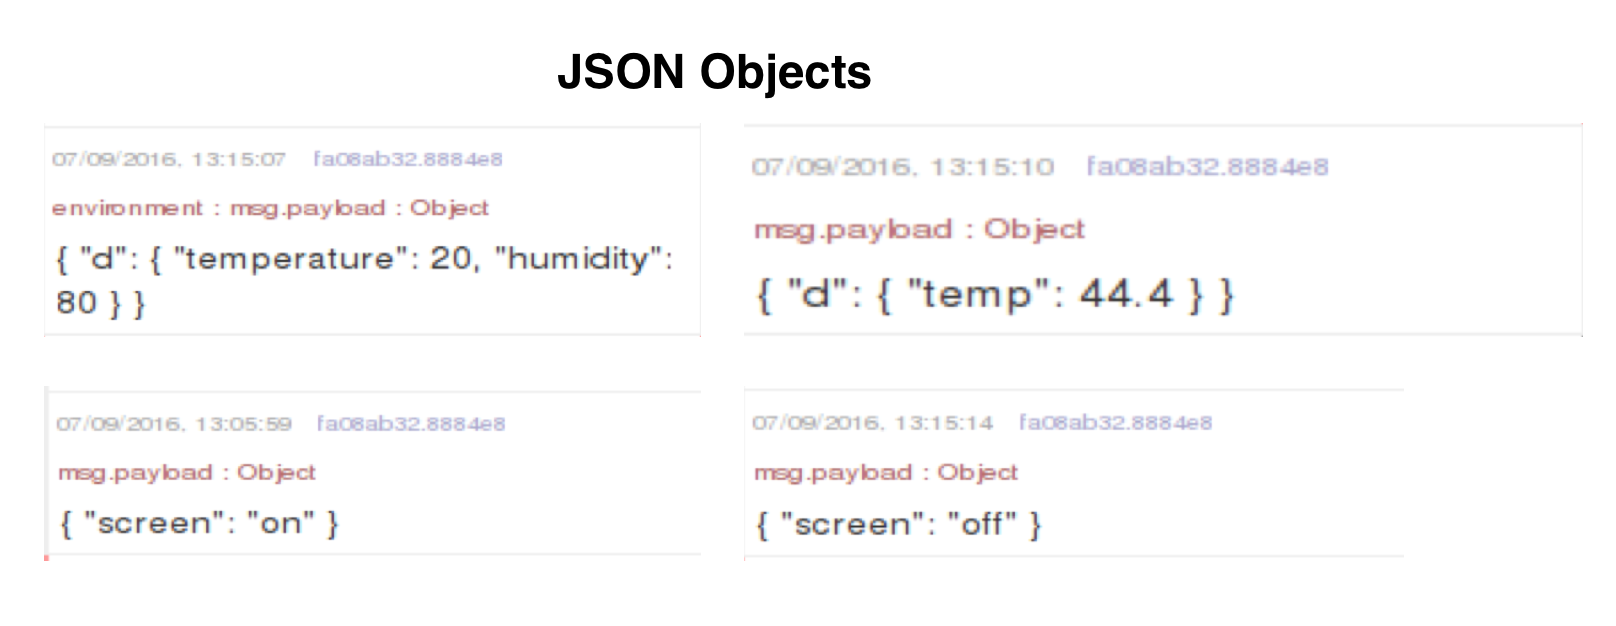 JSON Objects
07/09/2016, 13:15:07 fa08ab32.8884e8
environment : msg.payload : Object
{ "d": { "temperature": 20, "humidity":
80 } }
07/09/2016, 13:15:10 fa08ab32.8884e8
msg.payload : Object
{ "d": { "temp": 44.4 } }
07/09/2016, 13:05:59 fa08ab32.8884e8
msg.payload : Object
{ "screen": "on" }
07/09/2016, 13:15:14 fa08ab32.8884e8
msg.payload : Object
{ "screen": "off" }